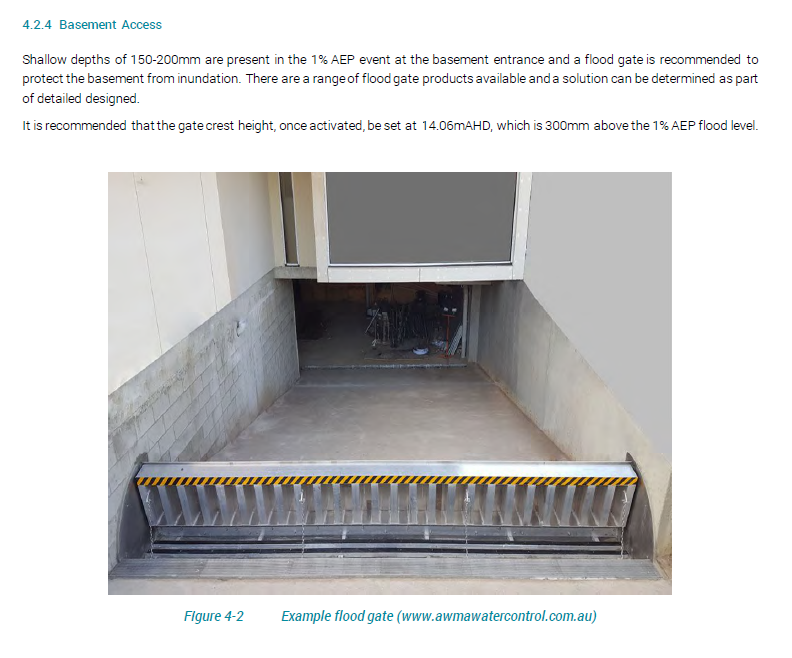 4.2.4 Basement Access
Shallow depths of 150-200mm are present in the 1% AEP event at the basement entrance and a flood gate is recommended to
protect the basement from inundation. There are a range of flood gate products available and a solution can be determined as part
of detailed designed.
It is recommended that the gate crest height, once activated, be set at 14.06mAHD, which is 300mm above the 1% AEP flood level.
Figure 4-2 Example flood gate (www.awmawatercontrol.com.au)